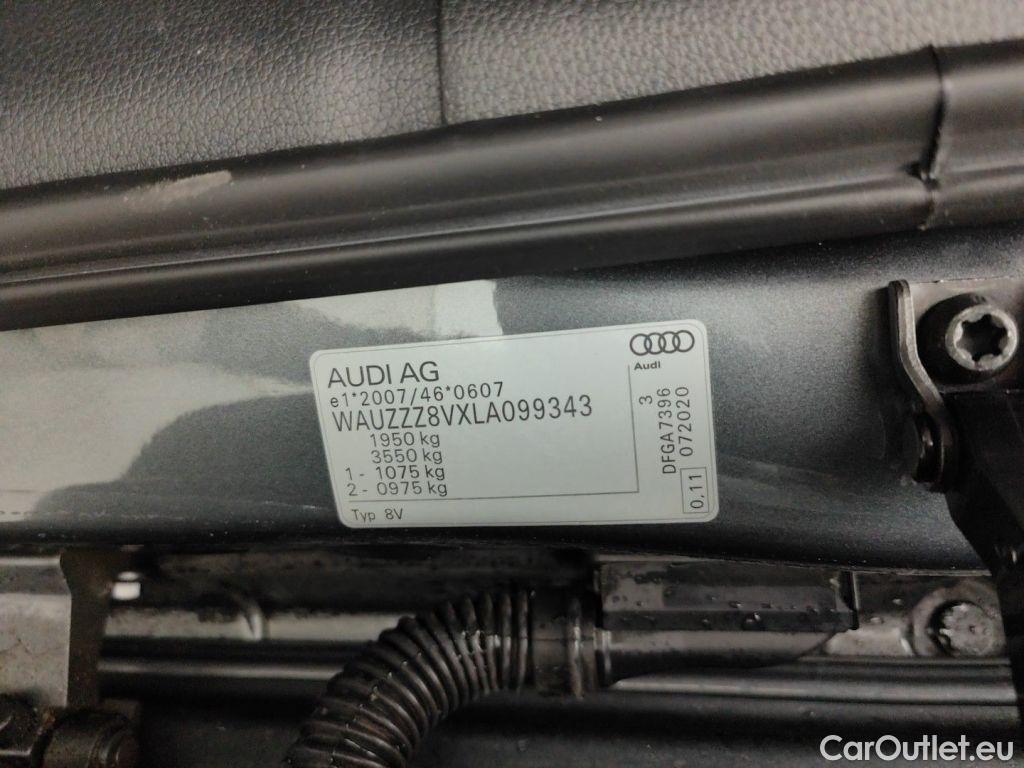 AUDI AG
e1*2007/46*0607
WAUZZZ8VXLA099343
1950 kg
3550 kg
1 - 1075 kg
2 - 0975 kg
Typ 8V
Audi
3
DFGA7396
072020
0.11
CarOutlet.eu